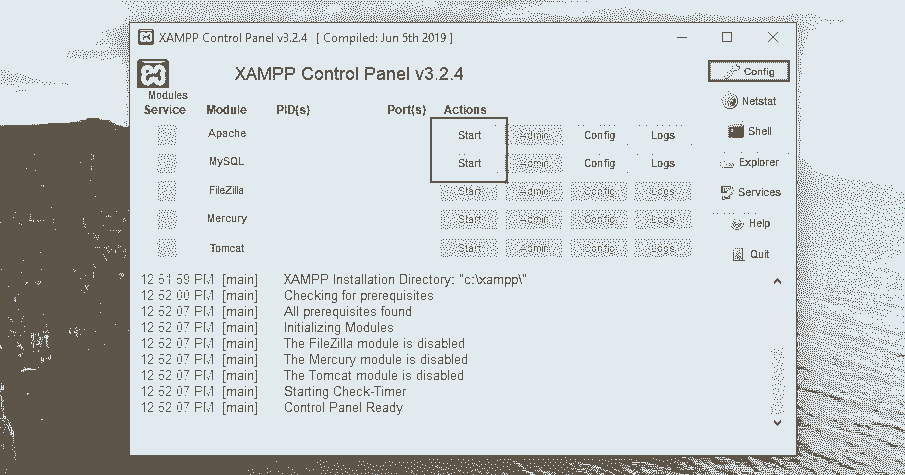 XAMPP Control Panel v3.2.4 [ Compiled: Jun 5th 2019 ]
XAMPP Control Panel v3.2.4
Config
Modules
Service Module PID(s) Port(s) Actions
Netstat
Apache Start Admin Config Logs
Shell
MySQL Start Admin Config Logs
Explorer
FileZilla Start Admin Config Logs
Services
Mercury Start Admin Config Logs
Help
Tomcat Start Admin Config Logs
Quit
12:51:59 PM [main] XAMPP Installation Directory: "c:\xampp\"
12:52:00 PM [main] Checking for prerequisites
12:52:07 PM [main] All prerequisites found
12:52:07 PM [main] Initializing Modules
12:52:07 PM [main] The FileZilla module is disabled
12:52:07 PM [main] The Mercury module is disabled
12:52:07 PM [main] The Tomcat module is disabled
12:52:07 PM [main] Starting Check-Timer
12:52:07 PM [main] Control Panel Ready